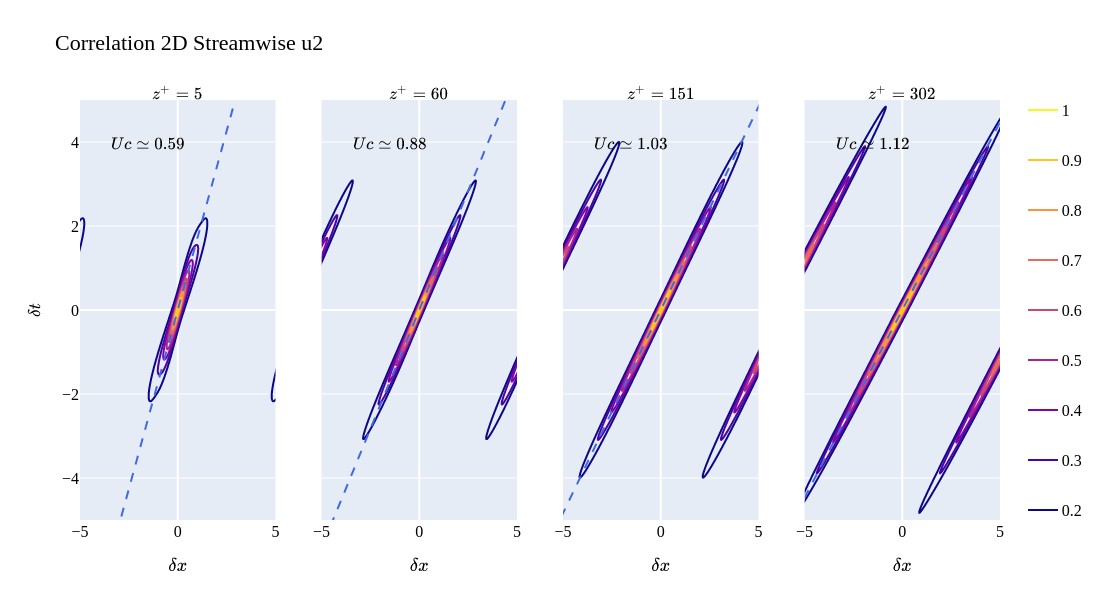 Correlation 2D Streamwise u2
z⁺ = 5
z⁺ = 60
z⁺ = 151
z⁺ = 302
Uc ≃ 0.59
Uc ≃ 0.88
Uc ≃ 1.03
Uc ≃ 1.12
δt
4
2
0
−2
−4
−5 0 5
−5 0 5
−5 0 5
−5 0 5
δx
δx
δx
δx
1
0.9
0.8
0.7
0.6
0.5
0.4
0.3
0.2